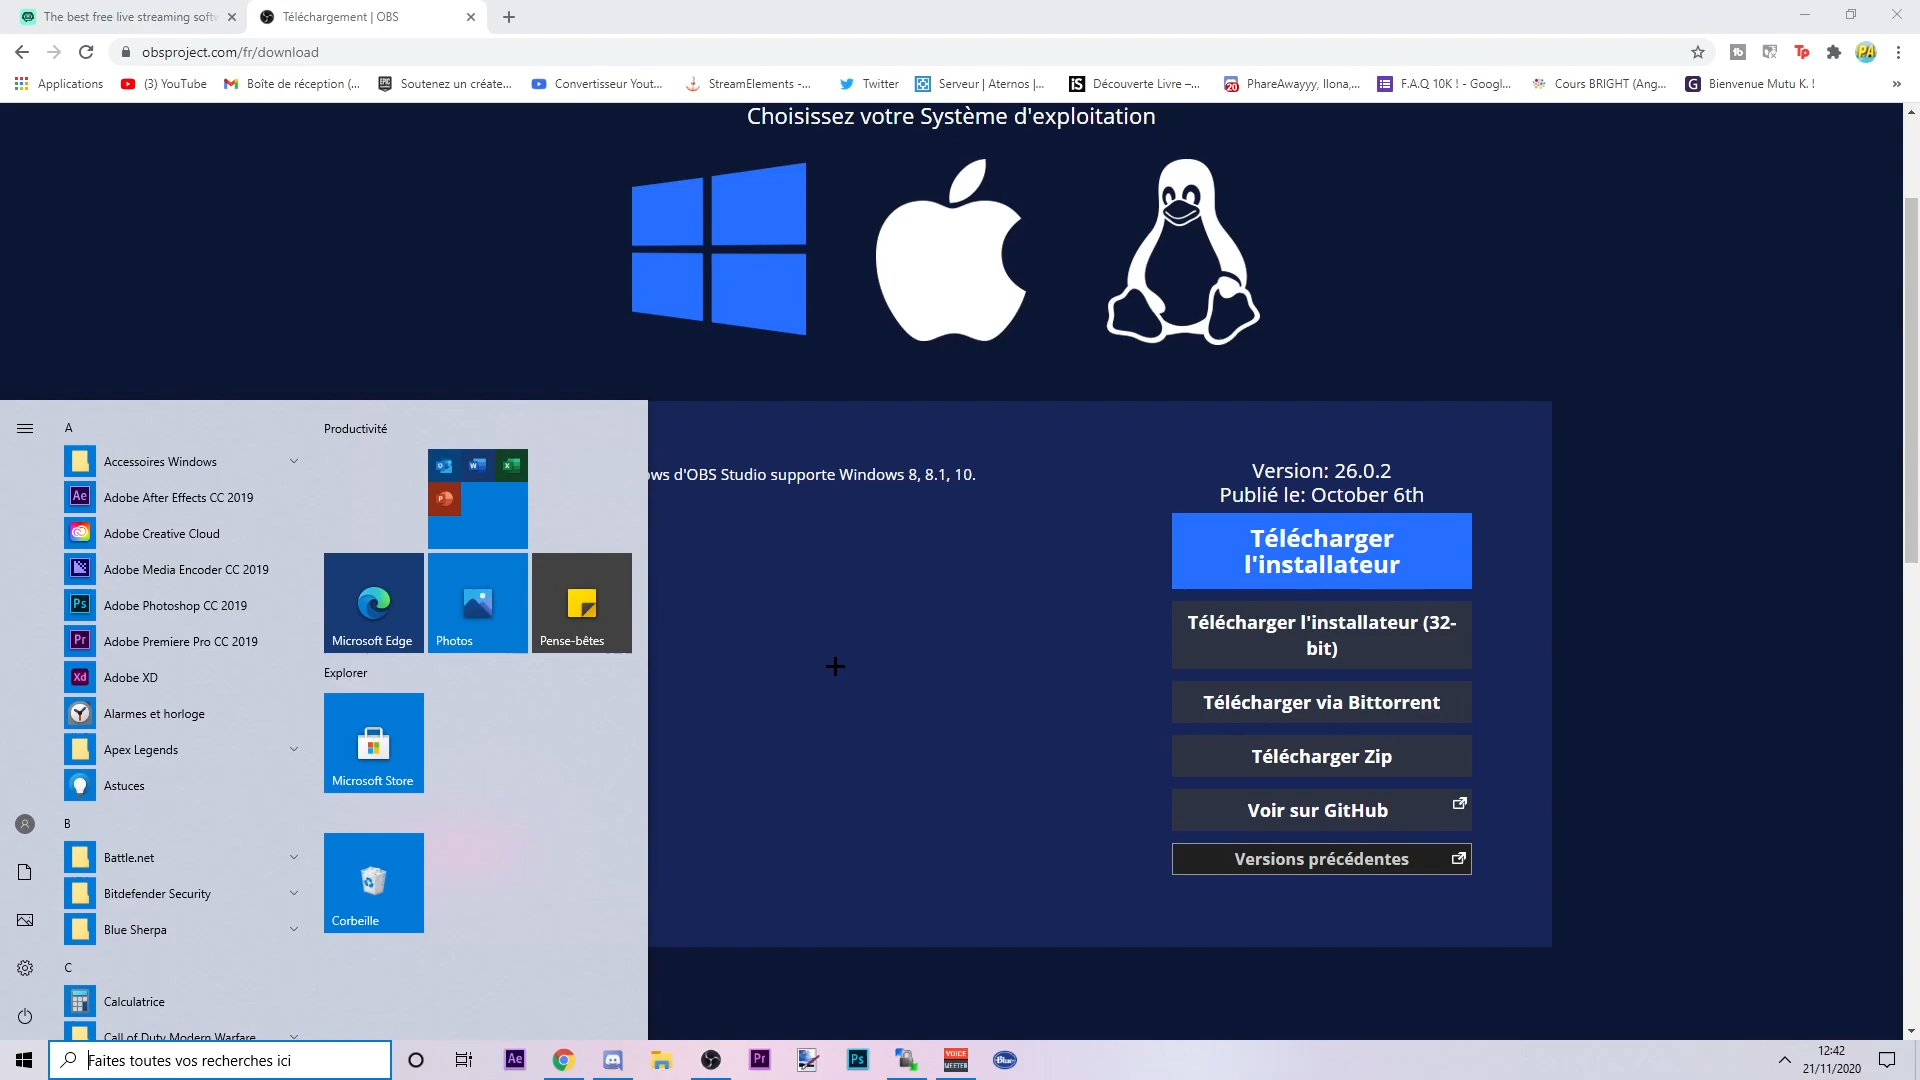 The best free live streaming softw
Téléchargement | OBS
obsproject.com/fr/download
Applications
(3) YouTube
Boîte de réception (...
Soutenez un créate...
Convertisseur Yout...
StreamElements -...
Twitter
Serveur | Aternos |...
Découverte Livre –...
PhareAwayyy, Ilona,...
F.A.Q 10K ! - Googl...
Cours BRIGHT (Ang...
Bienvenue Mutu K. !
Choisissez votre Système d'exploitation
A
Accessoires Windows
Adobe After Effects CC 2019
Adobe Creative Cloud
Adobe Media Encoder CC 2019
Adobe Photoshop CC 2019
Adobe Premiere Pro CC 2019
Adobe XD
Alarmes et horloge
Apex Legends
Astuces
B
Battle.net
Bitdefender Security
Blue Sherpa
C
Calculatrice
Call of Duty Modern Warfare
Productivité
Microsoft Edge
Photos
Pense-bêtes
Explorer
Microsoft Store
Corbeille
ows d'OBS Studio supporte Windows 8, 8.1, 10.
Version: 26.0.2
Publié le: October 6th
Télécharger
l'installateur
Télécharger l'installateur (32-
bit)
Télécharger via Bittorrent
Télécharger Zip
Voir sur GitHub
Versions précédentes
Faites toutes vos recherches ici
12:42
21/11/2020